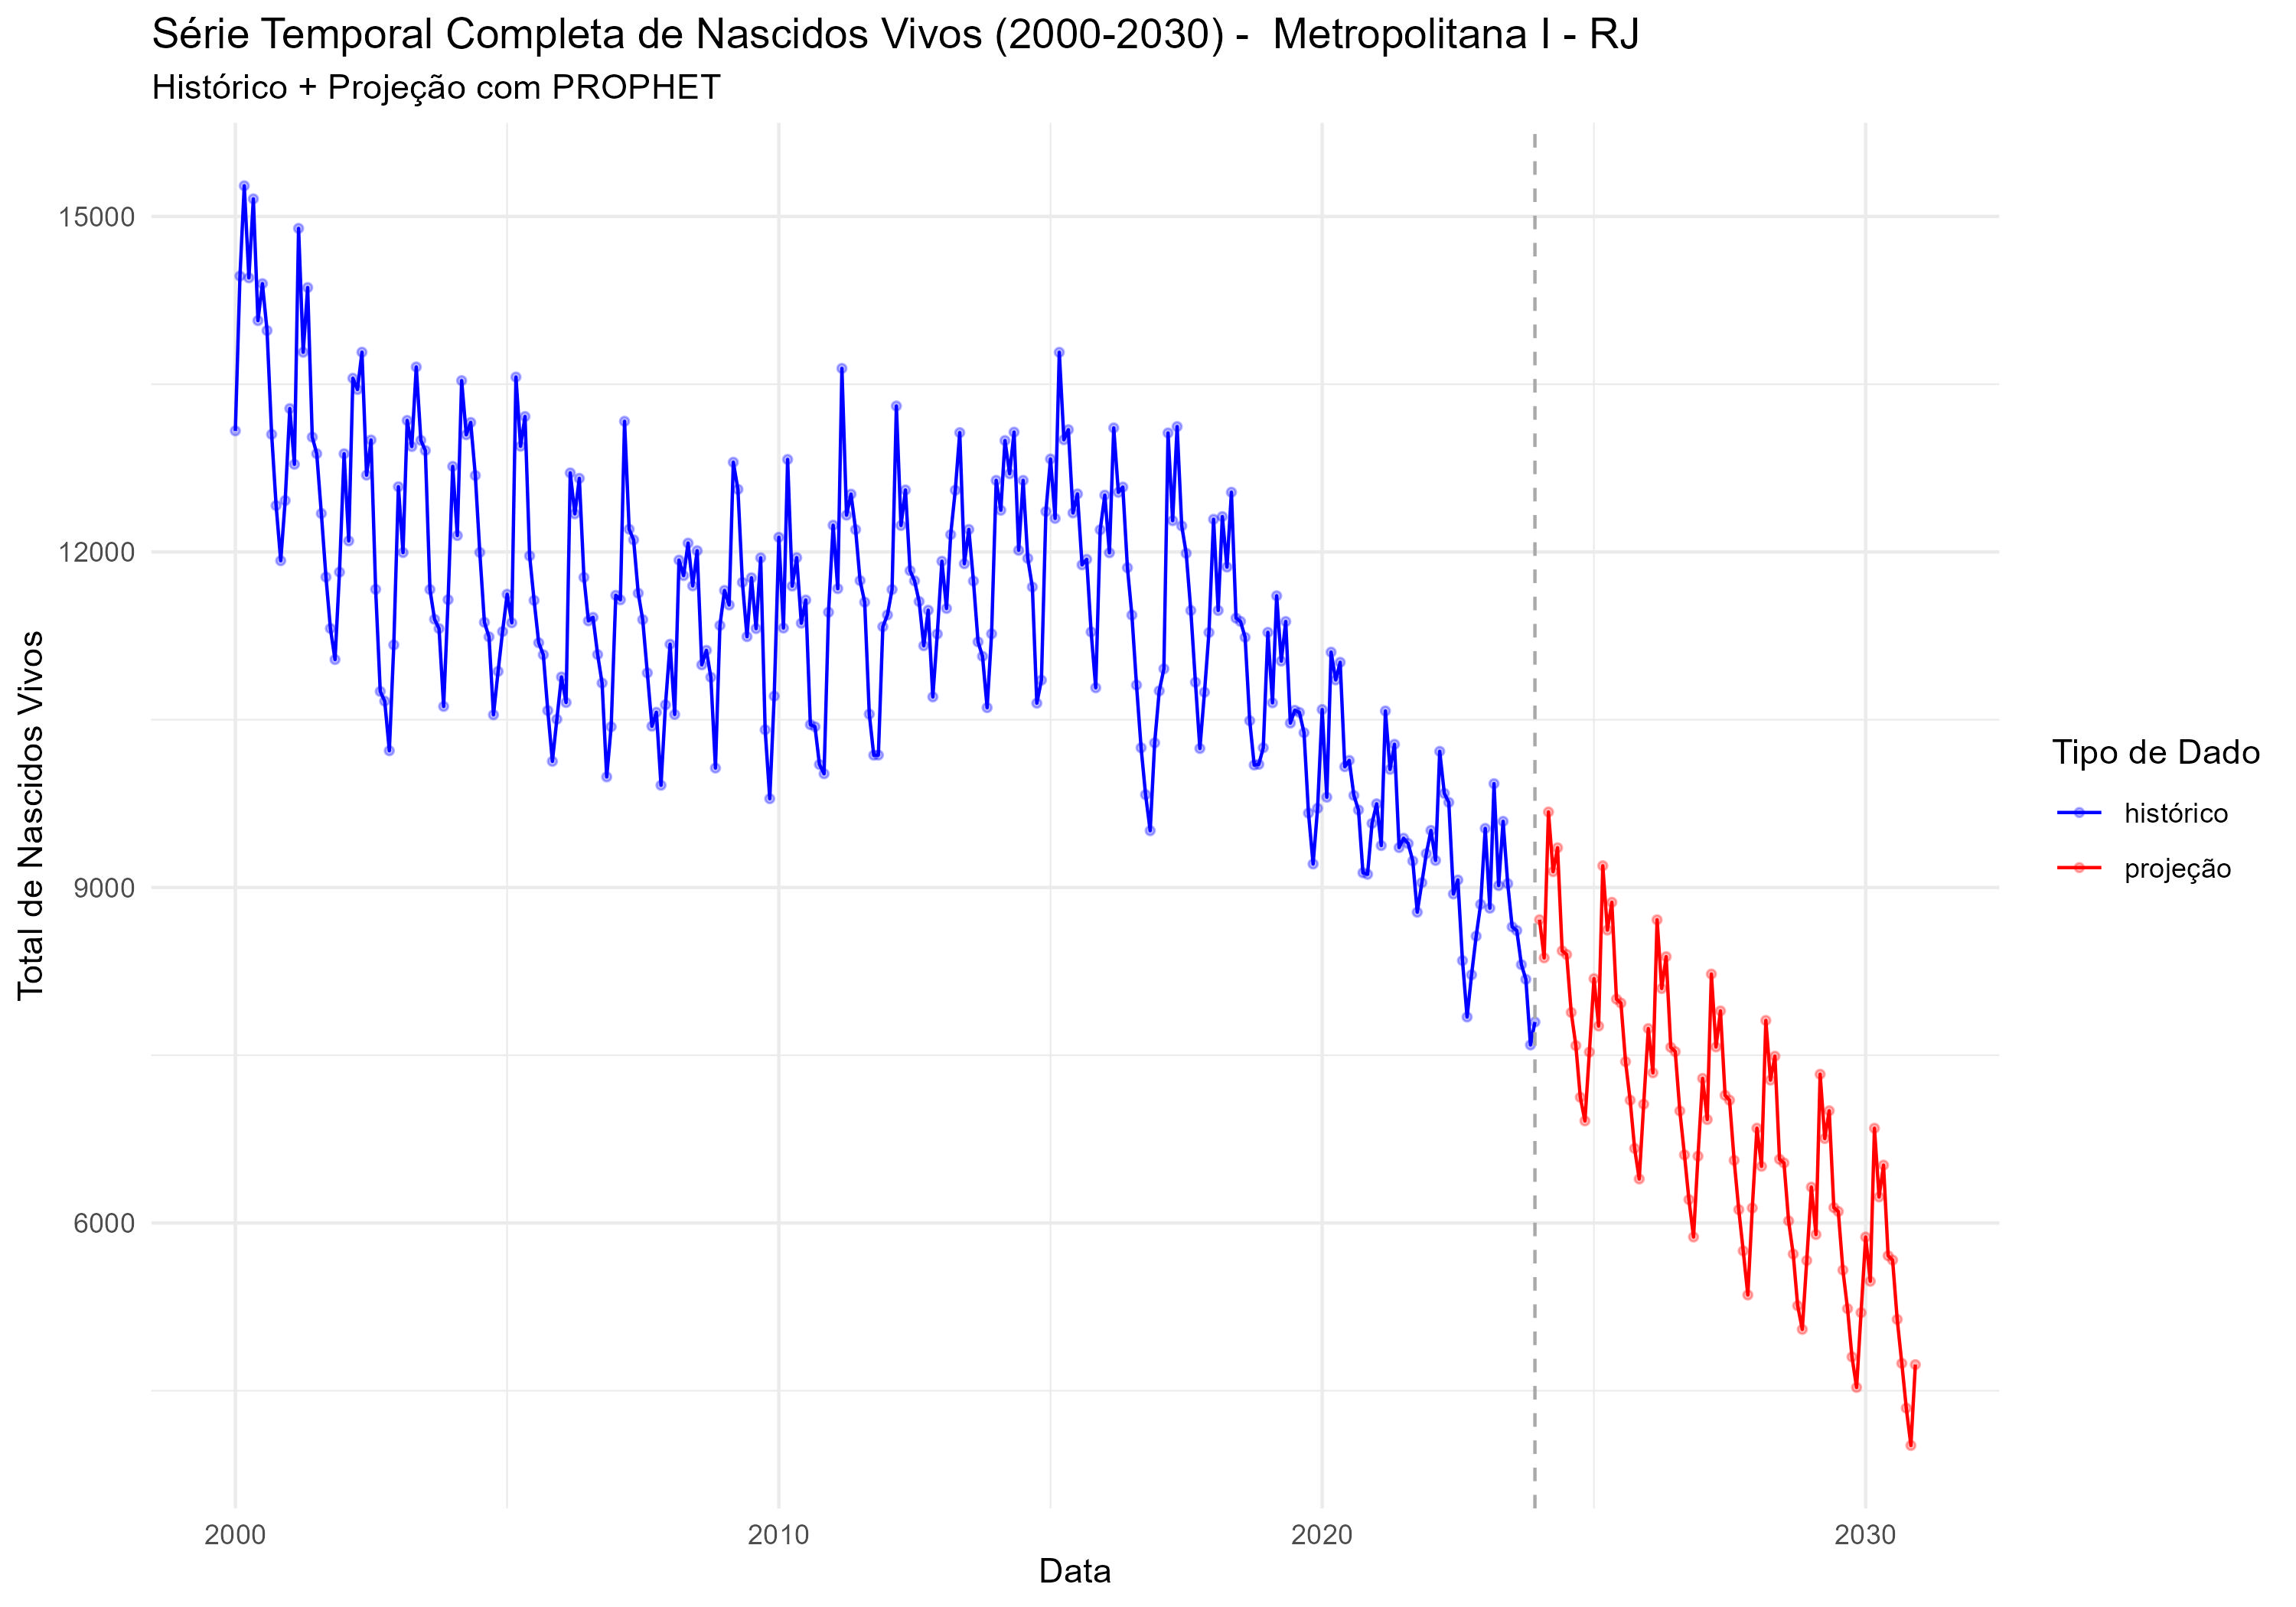 Série Temporal Completa de Nascidos Vivos (2000-2030) -  Metropolitana I - RJ
Histórico + Projeção com PROPHET
15000
12000
9000
6000
Total de Nascidos Vivos
2000
2010
2020
2030
Data
Tipo de Dado
histórico
projeção